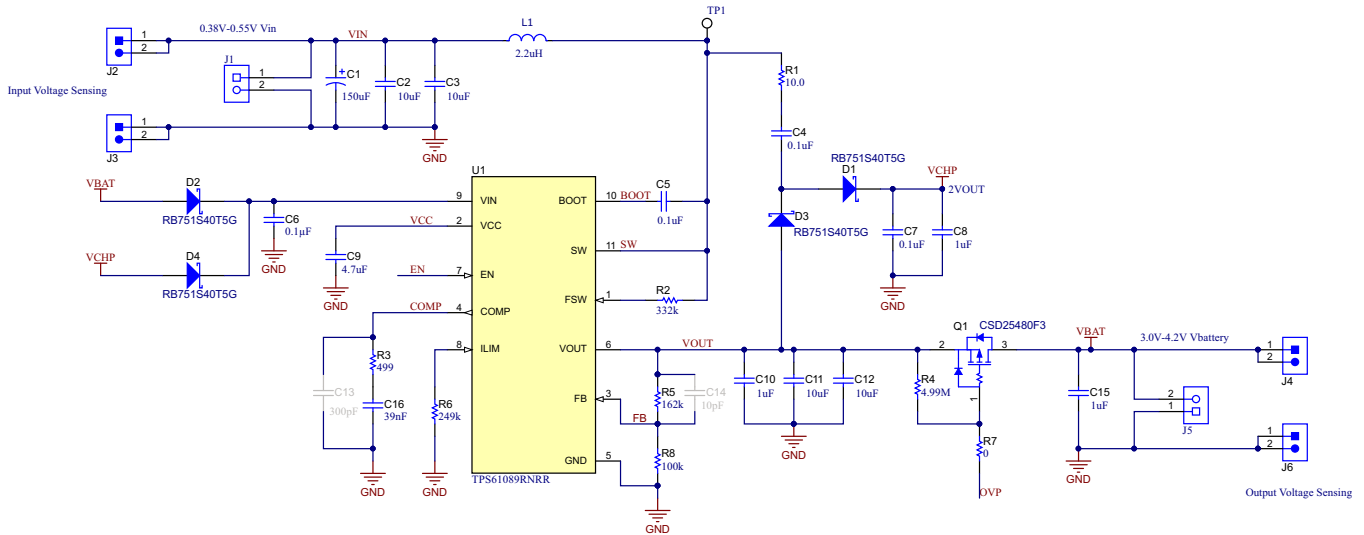 TP1
0.38V-0.55V Vin
VIN
L1
2.2uH
J2
1
2
J1
1
2
C1
150uF
C2
10uF
C3
10uF
Input Voltage Sensing
J3
1
2
GND
R1
10.0
C4
0.1uF
RB751S40T5G
D1
VCHP
2VOUT
D3
RB751S40T5G
C7
0.1uF
C8
1uF
GND
VBAT
D2
RB751S40T5G
C6
0.1µF
GND
VCHP
D4
RB751S40T5G
VCC
C9
4.7uF
GND
EN
COMP
R3
499
C13
300pF
C16
39nF
GND
R6
249k
GND
U1
9
VIN
2
VCC
7
EN
4
COMP
8
ILIM
BOOT
10
BOOT
SW
11
SW
FSW
1
VOUT
6
VOUT
FB
3
FB
GND
5
TPS61089RNRR
C5
0.1uF
R2
332k
R5
162k
C14
10pF
R8
100k
GND
C10
1uF
C11
10uF
C12
10uF
GND
R4
4.99M
Q1
CSD25480F3
2
3
1
R7
0
OVP
VBAT
3.0V-4.2V Vbattery
C15
1uF
GND
J4
1
2
J5
2
1
J6
1
2
Output Voltage Sensing